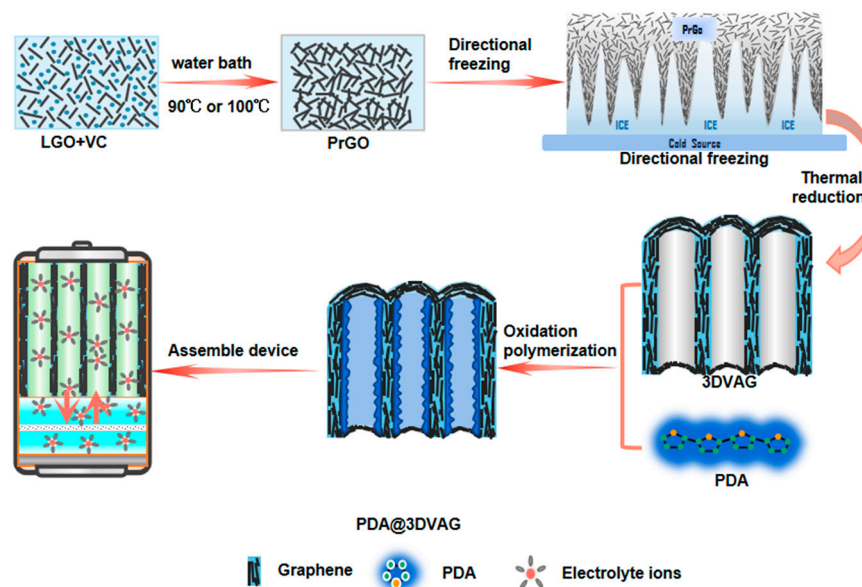 water bath
90℃ or 100℃
LGO+VC
PrGO
Directional
freezing
PrGo
ICE
ICE
ICE
Cold Source
Directional freezing
Thermal
reduction
3DVAG
PDA
Oxidation
polymerization
Assemble device
PDA@3DVAG
Graphene
PDA
Electrolyte ions